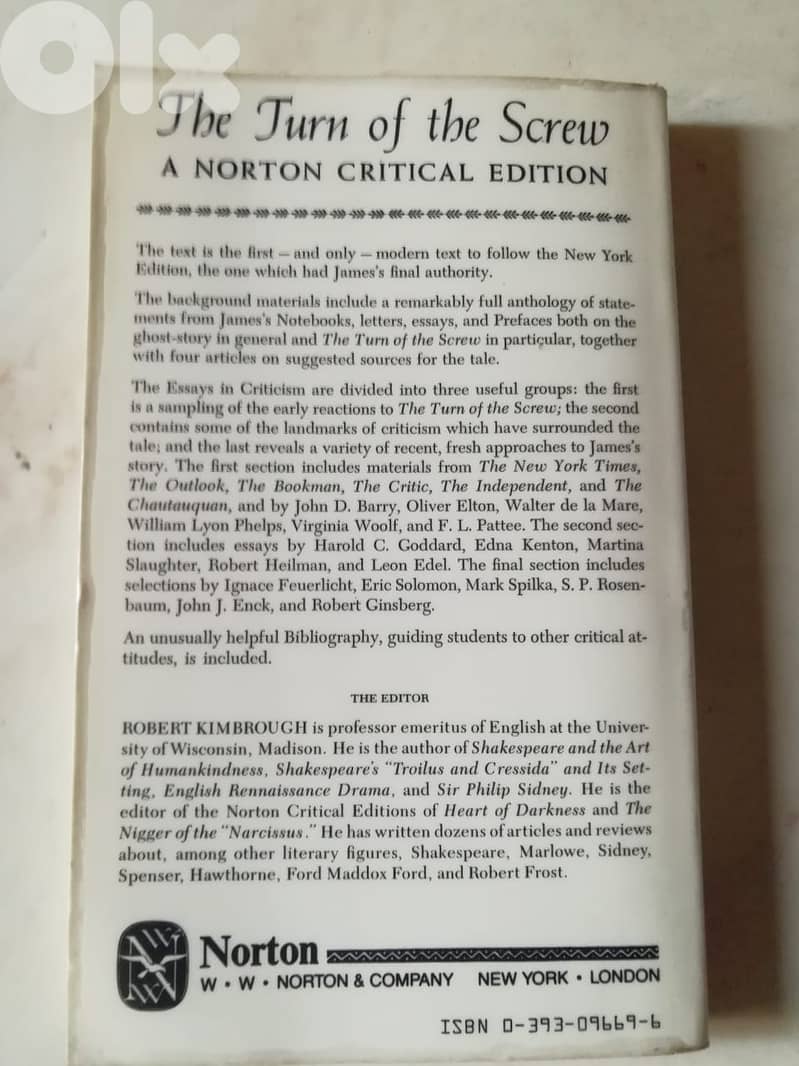 olx
The Turn of the Screw
A NORTON CRITICAL EDITION
The text is the first – and only – modern text to follow the New York
Edition, the one which had James's final authority.
The background materials include a remarkably full anthology of state-
ments from James's Notebooks, letters, essays, and Prefaces both on the
ghost-story in general and The Turn of the Screw in particular, together
with four articles on suggested sources for the tale.
The Essays in Criticism are divided into three useful groups: the first
is a sampling of the early reactions to The Turn of the Screw; the second
contains some of the landmarks of criticism which have surrounded the
tale; and the last reveals a variety of recent, fresh approaches to James's
story. The first section includes materials from The New York Times,
The Outlook, The Bookman, The Critic, The Independent, and The
Chautauquan, and by John D. Barry, Oliver Elton, Walter de la Mare,
William Lyon Phelps, Virginia Woolf, and F. L. Pattee. The second sec-
tion includes essays by Harold C. Goddard, Edna Kenton, Martina
Slaughter, Robert Heilman, and Leon Edel. The final section includes
selections by Ignace Feuerlicht, Eric Solomon, Mark Spilka, S. P. Rosen-
baum, John J. Enck, and Robert Ginsberg.
An unusually helpful Bibliography, guiding students to other critical at-
titudes, is included.
THE EDITOR
ROBERT KIMBROUGH is professor emeritus of English at the Univer-
sity of Wisconsin, Madison. He is the author of Shakespeare and the Art
of Humankindness, Shakespeare's "Troilus and Cressida" and Its Set-
ting, English Rennaissance Drama, and Sir Philip Sidney. He is the
editor of the Norton Critical Editions of Heart of Darkness and The
Nigger of the "Narcissus." He has written dozens of articles and reviews
about, among other literary figures, Shakespeare, Marlowe, Sidney,
Spenser, Hawthorne, Ford Maddox Ford, and Robert Frost.
Norton
W • W • NORTON & COMPANY NEW YORK • LONDON
ISBN 0-393-09669-6